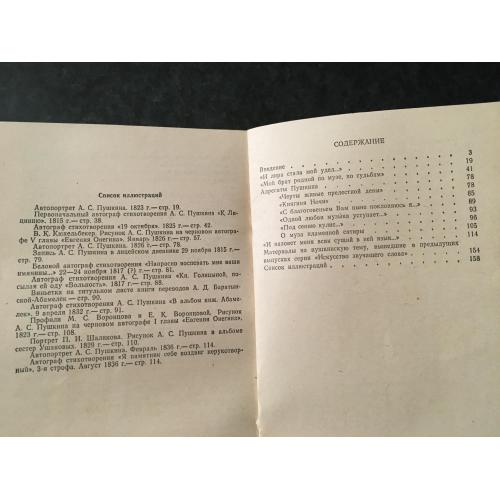 Список иллюстраций
Автопортрет А. С. Пушкина. 1823 г.— стр. 19.
Первоначальный автограф стихотворения А. С. Пушкина «К Ли-
цинию». 1815 г.— стр. 38.
Автограф стихотворения «19 октября». 1825 г.— стр. 42.
В. К. Кюхельбекер. Рисунок А. С. Пушкина на черновом автогра-
фе V главы «Евгения Онегина». Январь 1826 г.— стр. 57.
Автопортрет А. С. Пушкина. 1826 г.— стр. 78.
Запись А. С. Пушкина в лицейском дневнике 29 ноября 1815 г.—
стр. 79.
Беловой автограф стихотворения «Напрасно воспевать мне ваши
именины...» 22—24 ноября 1817 (?) г.— стр. 81.
Автограф стихотворения А. С. Пушкина «Кн. Голицыной, по-
сылая ей оду «Вольность». 1817 г.— стр. 88.
Виньетка на титульном листе книги переводов А. Д. Баратын-
ской-Абамелек — стр. 90.
Автограф стихотворения А. С. Пушкина «В альбом княж. Абаме-
лек». 9 апреля 1832 г.— стр. 91.
Профили М. С. Воронцова и Е. К. Воронцовой. Рисунок
А. С. Пушкина на черновом автографе I главы «Евгения Онегина».
1823 г.— стр. 108.
Портрет П. И. Шаликова. Рисунок А. С. Пушкина в альбоме
сестер Ушаковых. 1829 г.— стр. 110.
Автопортрет А. С. Пушкина. Февраль 1836 г.— стр. 114.
Автограф стихотворения «Я памятник себе воздвиг нерукотвор-
ный», 3-я строфа. Август 1836 г.— стр. 114.
СОДЕРЖАНИЕ
Введение . . . 3
«И лира стала мой удел...» . . . 19
«Мой брат родной по музе, по судьбам» . . . 41
Адресаты Пушкина . . . 78
«Черты живые прелестной девы» . . . 78
«Княгиня Ночи» . . . 85
«С благоговеньем Вам ныне поклоняюсь я...» . . . 89
«Одной любви музыка уступает...» . . . 93
«Под сенью кулис...» . . . 96
О муза пламенной сатиры . . . 105
«И назовет меня всяк сущий в ней язык...» . . . 114
Материалы на пушкинскую тему, вышедшие в предыдущих
выпусках серии «Искусство звучащего слова» . . . 154
Список иллюстраций . . . 158